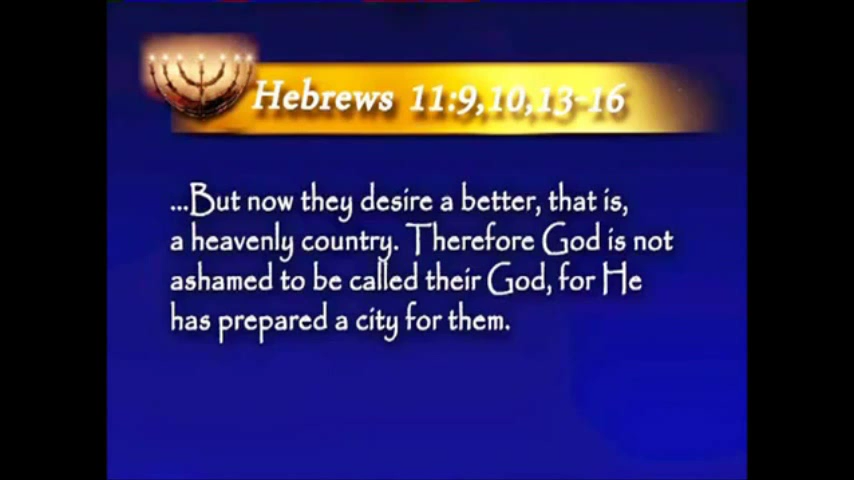 Hebrews 11:9,10,13-16
...But now they desire a better, that is,
a heavenly country. Therefore God is not
ashamed to be called their God, for He
has prepared a city for them.